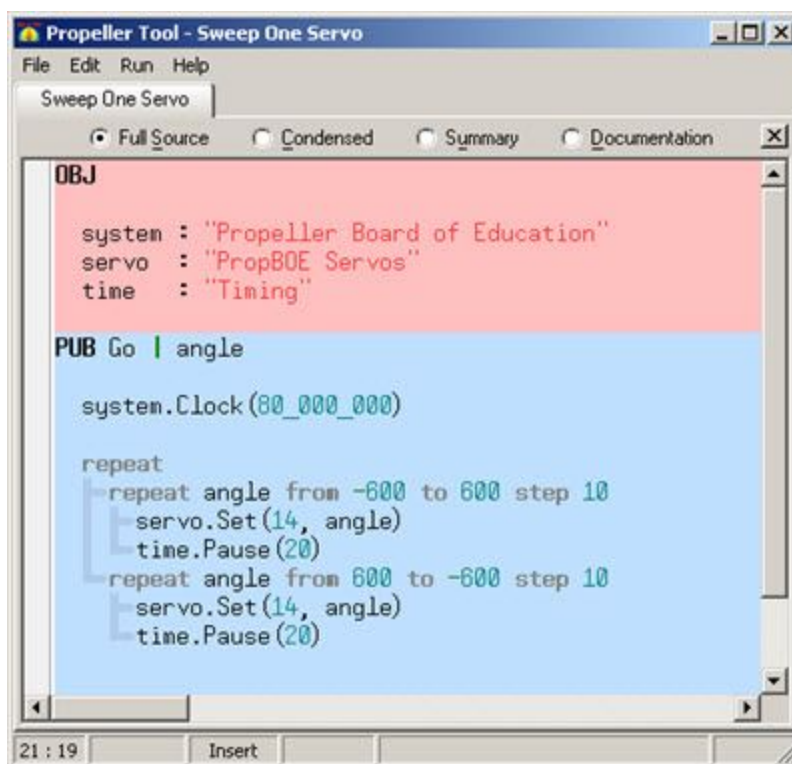 Propeller Tool - Sweep One Servo
File Edit Run Help
Sweep One Servo
Full Source Condensed Summary Documentation
OBJ
system : "Propeller Board of Education"
servo : "PropBOE Servos"
time : "Timing"
PUB Go | angle
system.Clock(80_000_000)
repeat
repeat angle from -600 to 600 step 10
servo.Set(14, angle)
time.Pause(20)
repeat angle from 600 to -600 step 10
servo.Set(14, angle)
time.Pause(20)
21 : 19 Insert